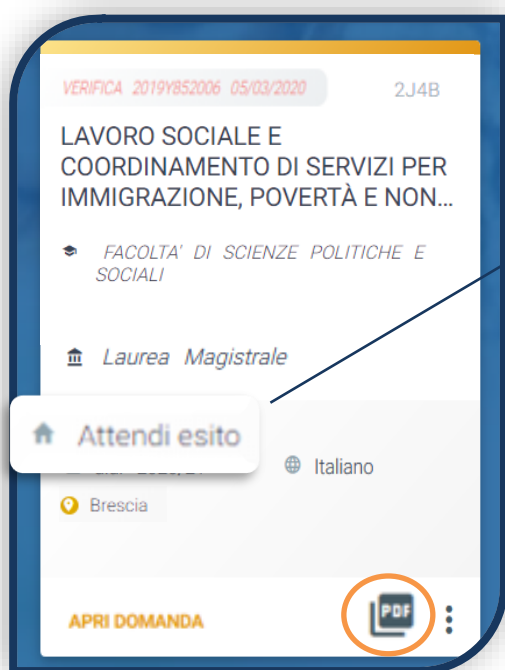 VERIFICA 2019Y852006 05/03/2020
2J4B
LAVORO SOCIALE E
COORDINAMENTO DI SERVIZI PER
IMMIGRAZIONE, POVERTÀ E NON...
FACOLTA' DI SCIENZE POLITICHE E
SOCIALI
Laurea Magistrale
Attendi esito
Italiano
Brescia
APRI DOMANDA
PDF